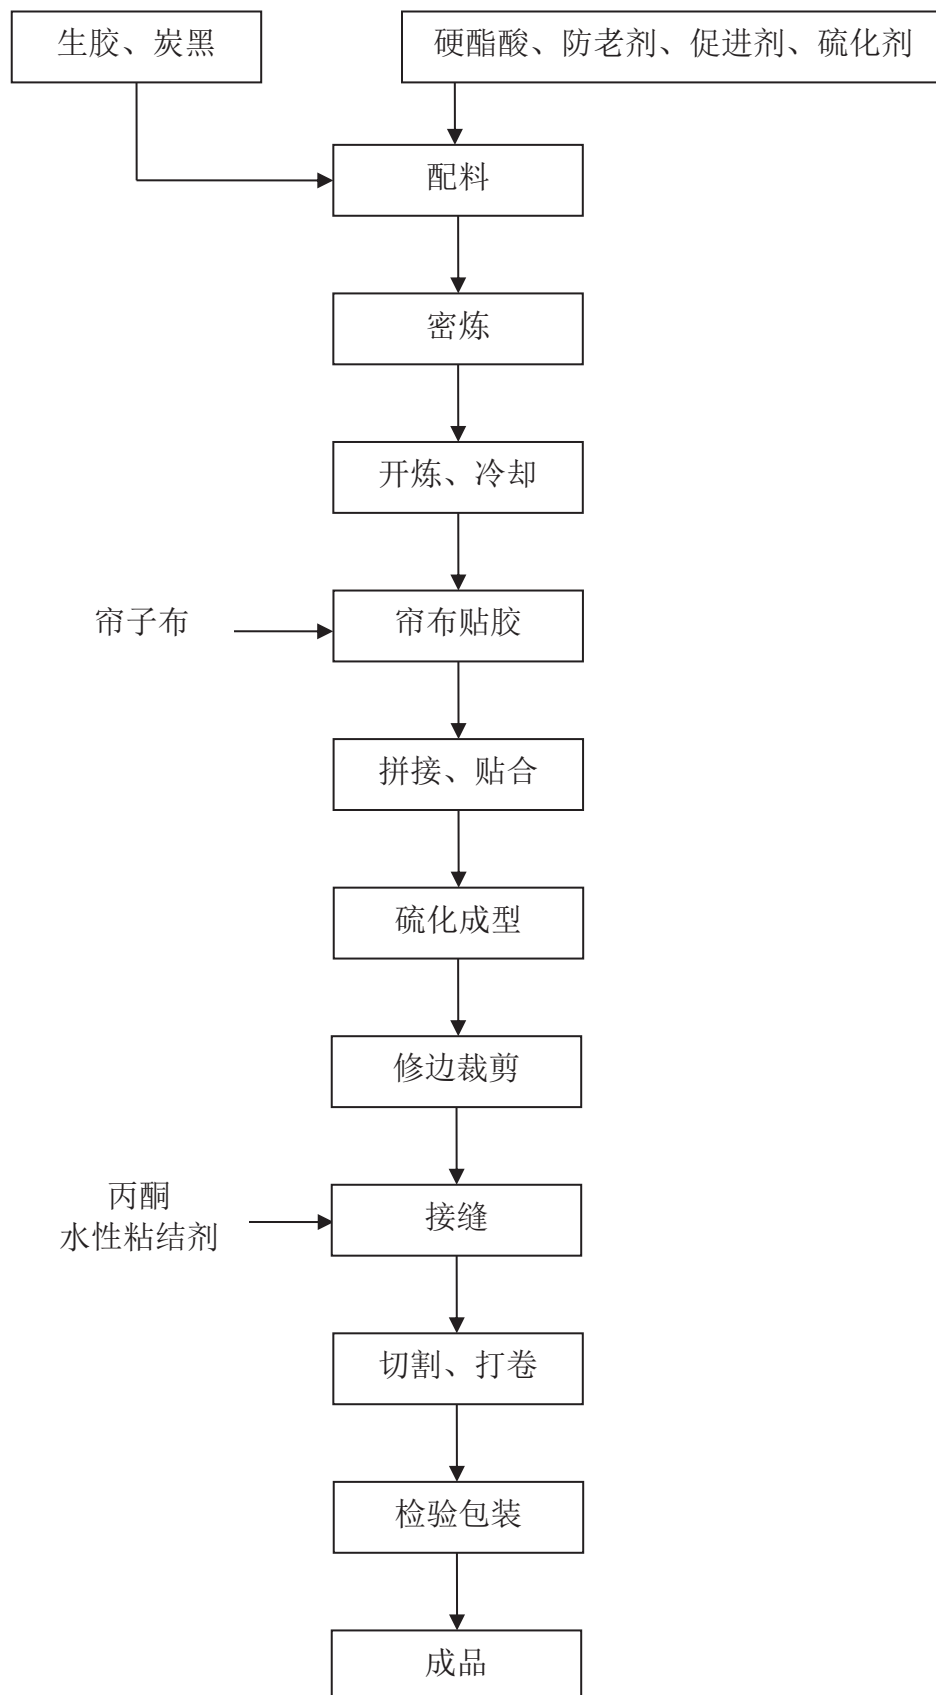 生胶、炭黑
硬酯酸、防老剂、促进剂、硫化剂
配料
密炼
开炼、冷却
帘子布
帘布贴胶
拼接、贴合
硫化成型
修边裁剪
丙酮
水性粘结剂
接缝
切割、打卷
检验包装
成品